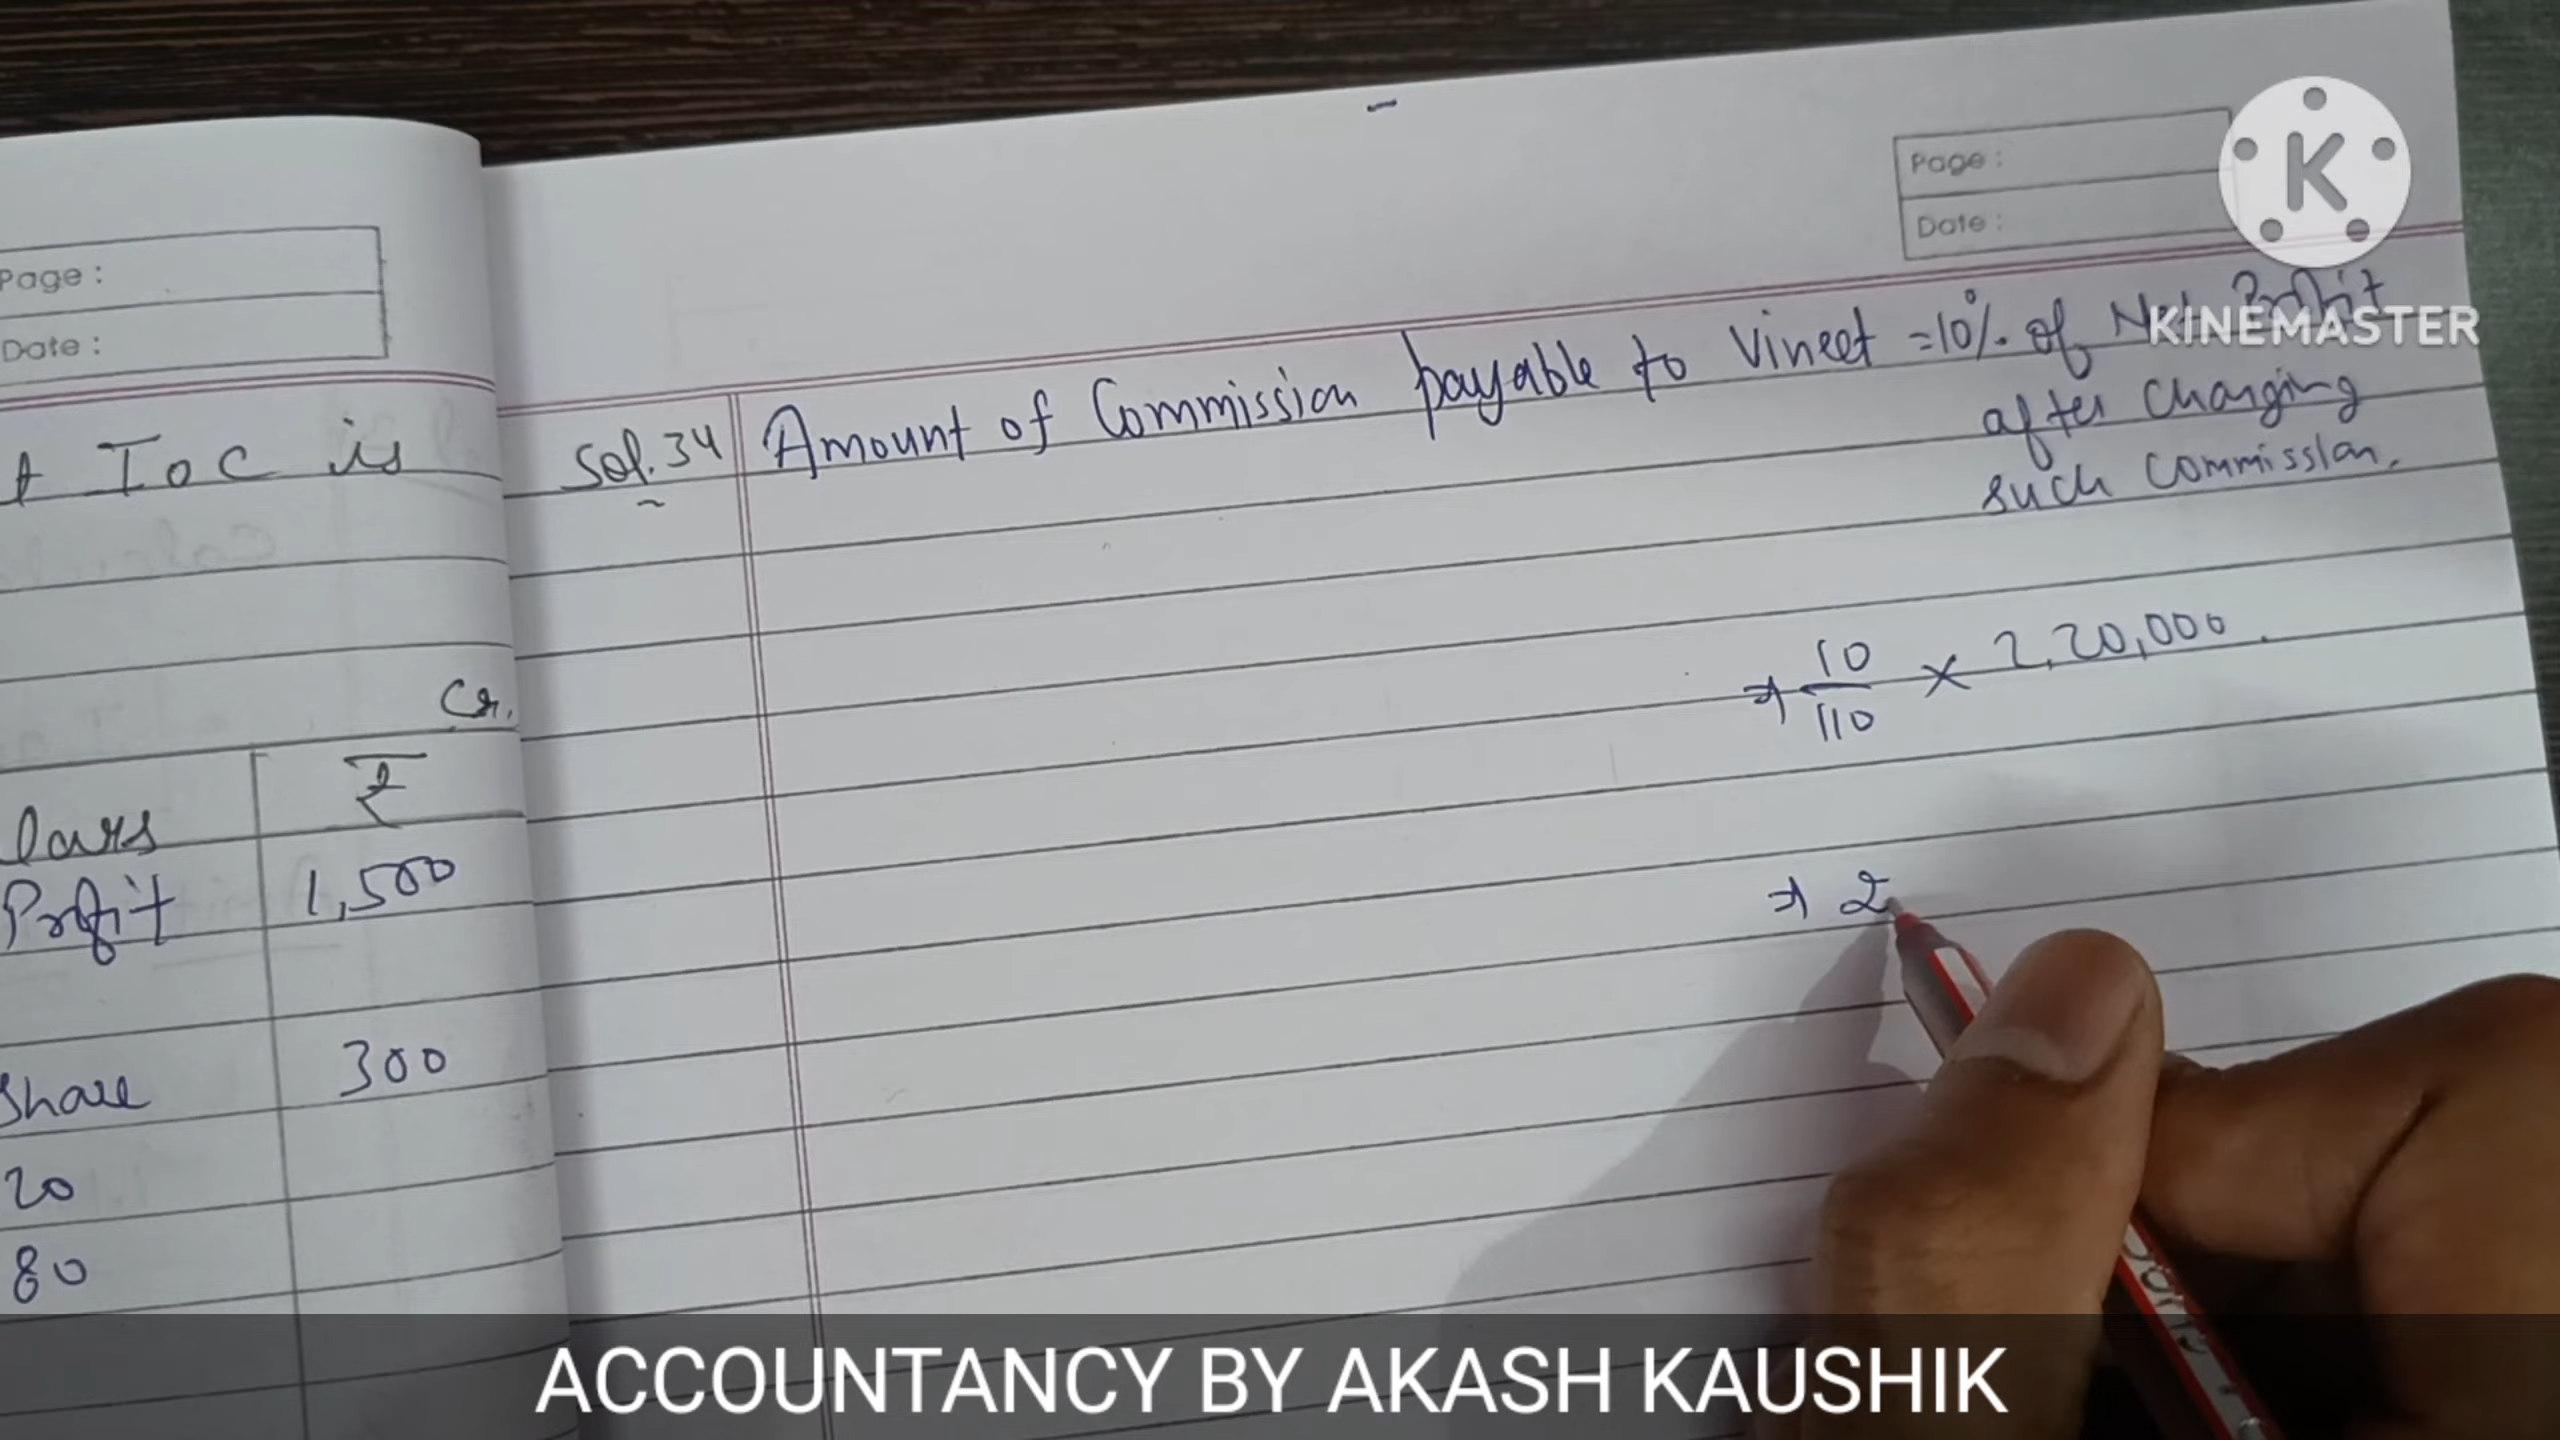 Page :
Date :
t IOC is
Cr.
₹
lars
Profit 1,500
Share 300
20
80
Page :
Date :
K
KINEMASTER
Sol.34 Amount of Commission payable to Vineet =10% of Net Profit
after Charging
such Commission.
⇒ 10/110 × 2,20,000.
⇒ 2
ACCOUNTANCY BY AKASH KAUSHIK